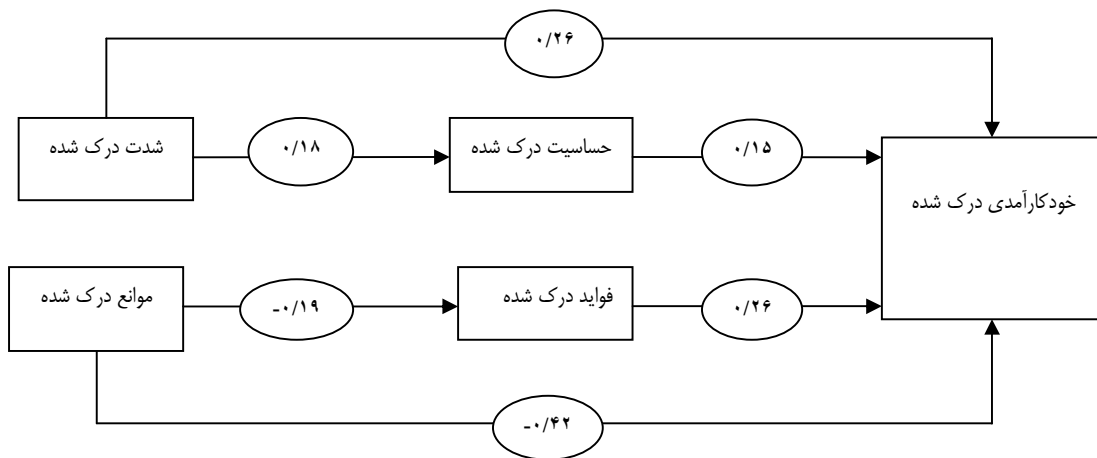 ۰/۲۶
شدت درک شده
۰/۱۸
حساسیت درک شده
۰/۱۵
خودکارآمدی درک شده
موانع درک شده
-۰/۱۹
فواید درک شده
۰/۲۶
-۰/۴۲